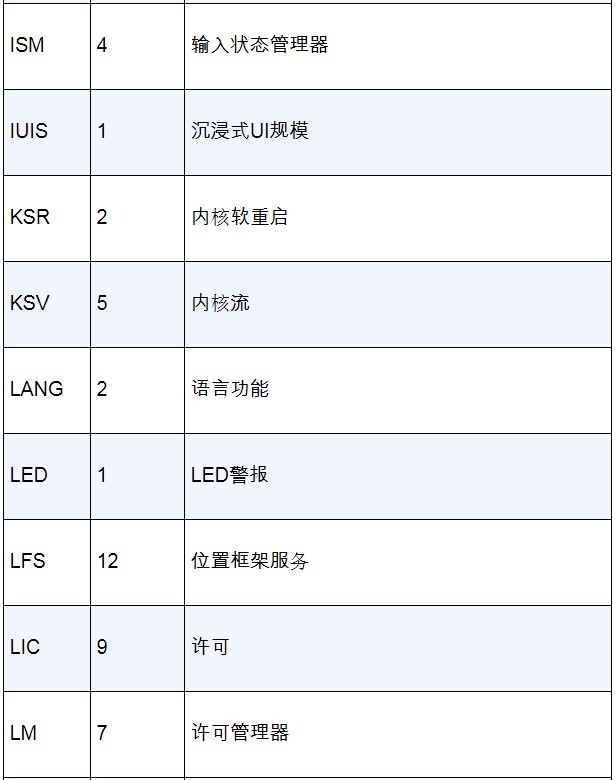 ISM 4 输入状态管理器
IUIS 1 沉浸式UI规模
KSR 2 内核软重启
KSV 5 内核流
LANG 2 语言功能
LED 1 LED警报
LFS 12 位置框架服务
LIC 9 许可
LM 7 许可管理器